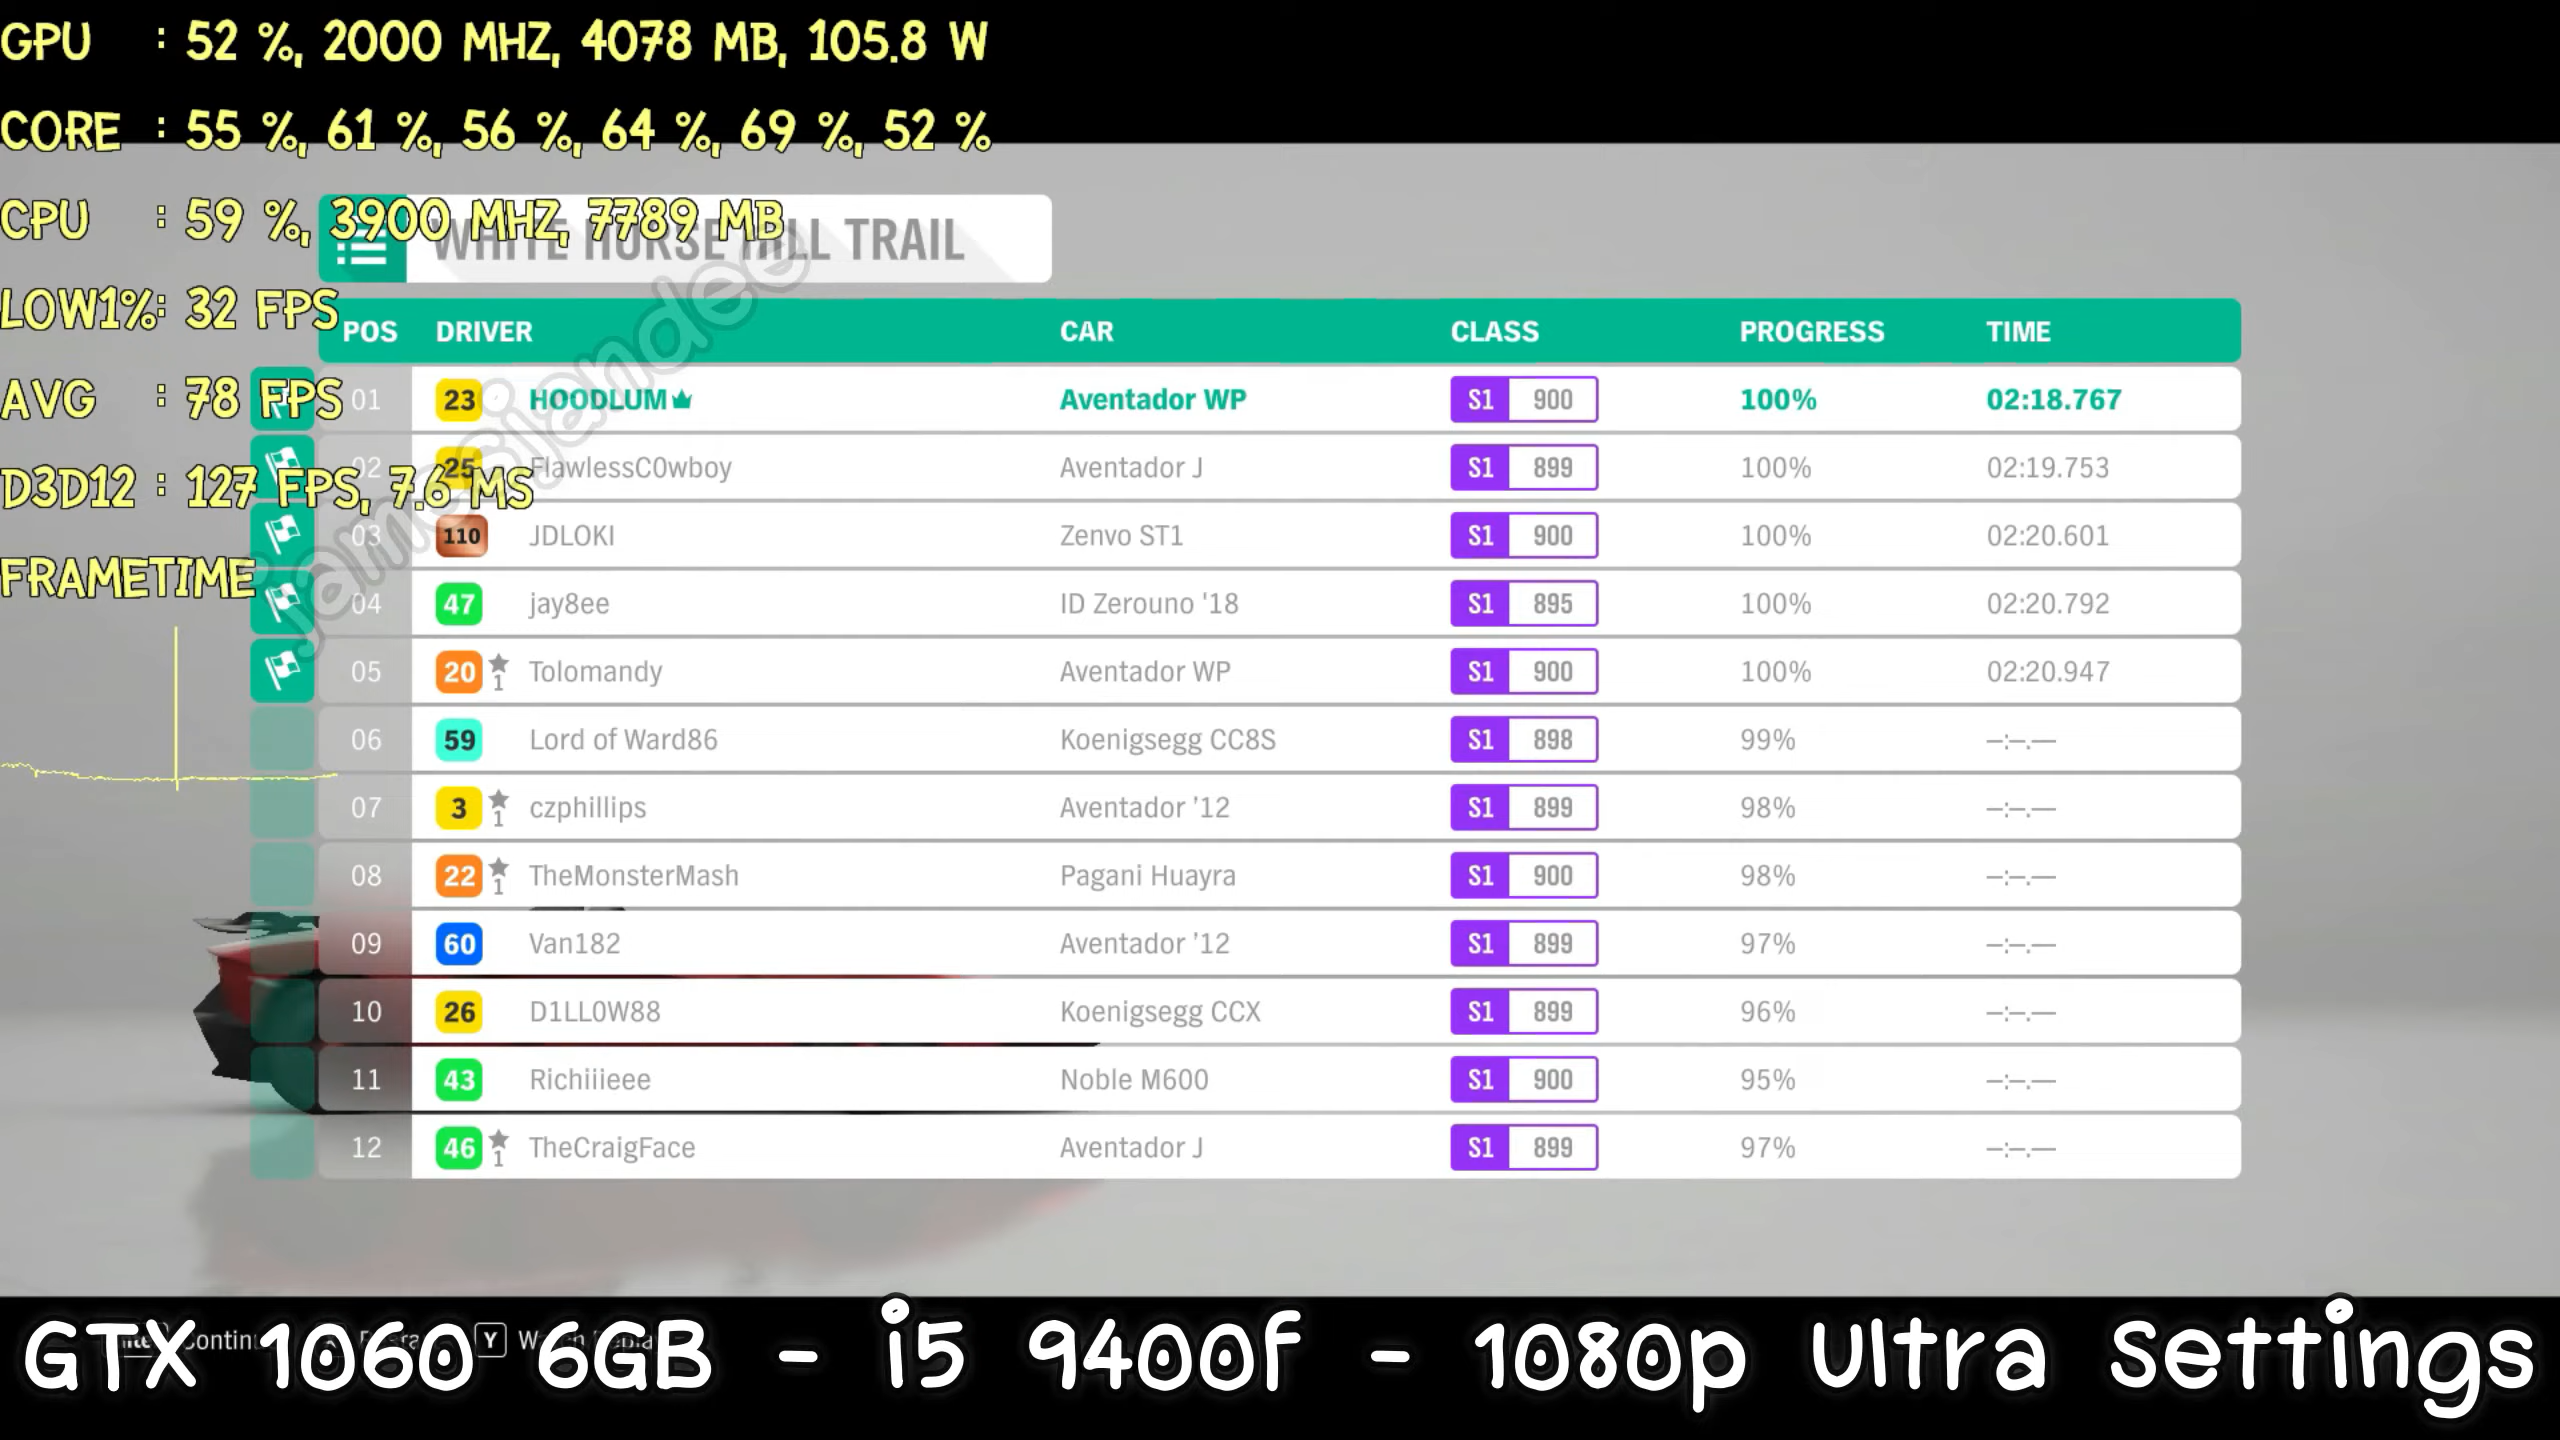 GPU : 52 %, 2000 MHZ, 4078 MB, 105.8 W
CORE : 55 %, 61 %, 56 %, 64 %, 69 %, 52 %
CPU : 59 %, 3900 MHZ, 7789 MB
WHITE HORSE HILL TRAIL
LOW1%: 32 FPS
POS DRIVER CAR CLASS PROGRESS TIME
AVG : 78 FPS
01 23 HOODLUM Aventador WP S1 900 100% 02:18.767
02 25 FlawlessC0wboy Aventador J S1 899 100% 02:19.753
D3D12 : 127 FPS, 7.6 MS
03 110 JDLOKI Zenvo ST1 S1 900 100% 02:20.601
FRAMETIME
04 47 jay8ee ID Zerouno '18 S1 895 100% 02:20.792
05 20 1 Tolomandy Aventador WP S1 900 100% 02:20.947
06 59 Lord of Ward86 Koenigsegg CC8S S1 898 99% –:–.––
07 3 1 czphillips Aventador '12 S1 899 98% –:–.––
08 22 1 TheMonsterMash Pagani Huayra S1 900 98% –:–.––
09 60 Van182 Aventador '12 S1 899 97% –:–.––
10 26 D1LL0W88 Koenigsegg CCX S1 899 96% –:–.––
11 43 Richiiieee Noble M600 S1 900 95% –:–.––
12 46 1 TheCraigFace Aventador J S1 899 97% –:–.––
jamesijandee
Y
GTX 1060 6GB - i5 9400f - 1080p Ultra Settings